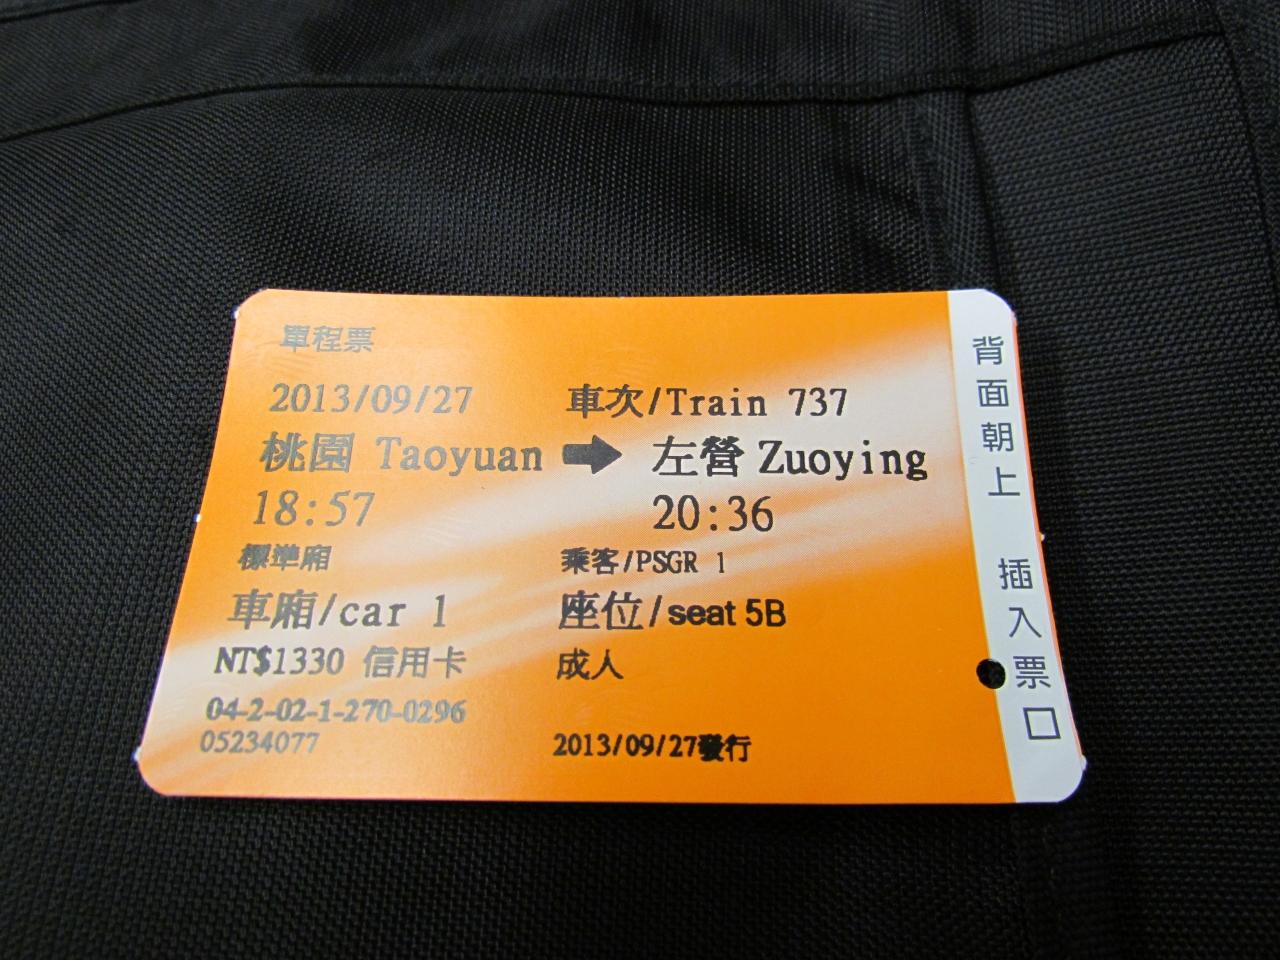 單程票
2013/09/27 車次/Train 737
桃園 Taoyuan → 左營 Zuoying
18:57 20:36
標準廂 乘客/PSGR 1
車廂/car 1 座位/seat 5B
NT$1330 信用卡 成人
04-2-02-1-270-0296
05234077 2013/09/27發行
背面朝上 插入票口